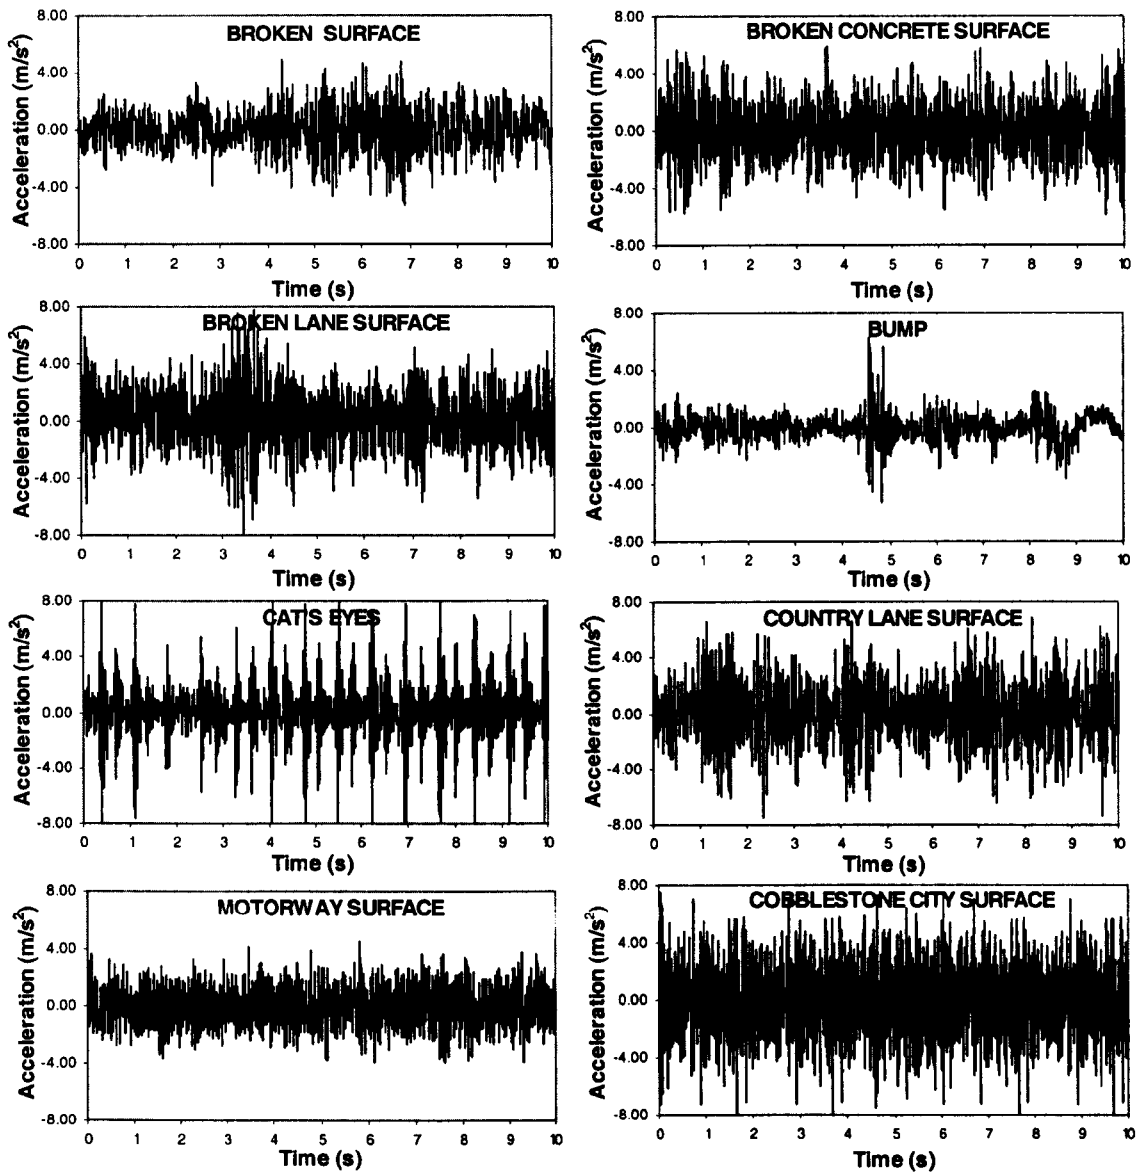 BROKEN SURFACE
Acceleration (m/s²)
8.00
4.00
0.00
-4.00
-8.00
0 1 2 3 4 5 6 7 8 9 10
Time (s)
BROKEN CONCRETE SURFACE
Acceleration (m/s²)
8.00
4.00
0.00
-4.00
-8.00
0 1 2 3 4 5 6 7 8 9 10
Time (s)
BROKEN LANE SURFACE
Acceleration (m/s²)
8.00
4.00
0.00
-4.00
-8.00
0 1 2 3 4 5 6 7 8 9 10
Time (s)
BUMP
Acceleration (m/s²)
8.00
4.00
0.00
-4.00
-8.00
0 1 2 3 4 5 6 7 8 9 10
Time (s)
CAT'S EYES
Acceleration (m/s²)
8.00
4.00
0.00
-4.00
-8.00
0 1 2 3 4 5 6 7 8 9 10
Time (s)
COUNTRY LANE SURFACE
Acceleration (m/s²)
8.00
4.00
0.00
-4.00
-8.00
0 1 2 3 4 5 6 7 8 9 10
Time (s)
MOTORWAY SURFACE
Acceleration (m/s²)
8.00
4.00
0.00
-4.00
-8.00
0 1 2 3 4 5 6 7 8 9 10
Time (s)
COBBLESTONE CITY SURFACE
Acceleration (m/s²)
8.00
4.00
0.00
-4.00
-8.00
0 1 2 3 4 5 6 7 8 9 10
Time (s)